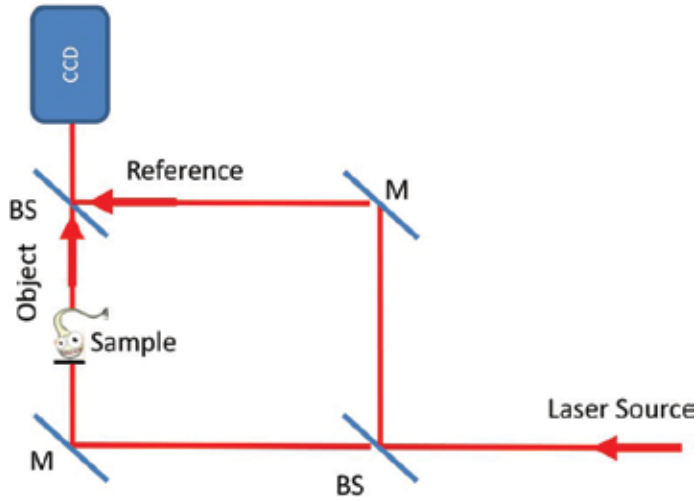 CCD
Reference
M
BS
Object
Sample
Laser Source
M
BS